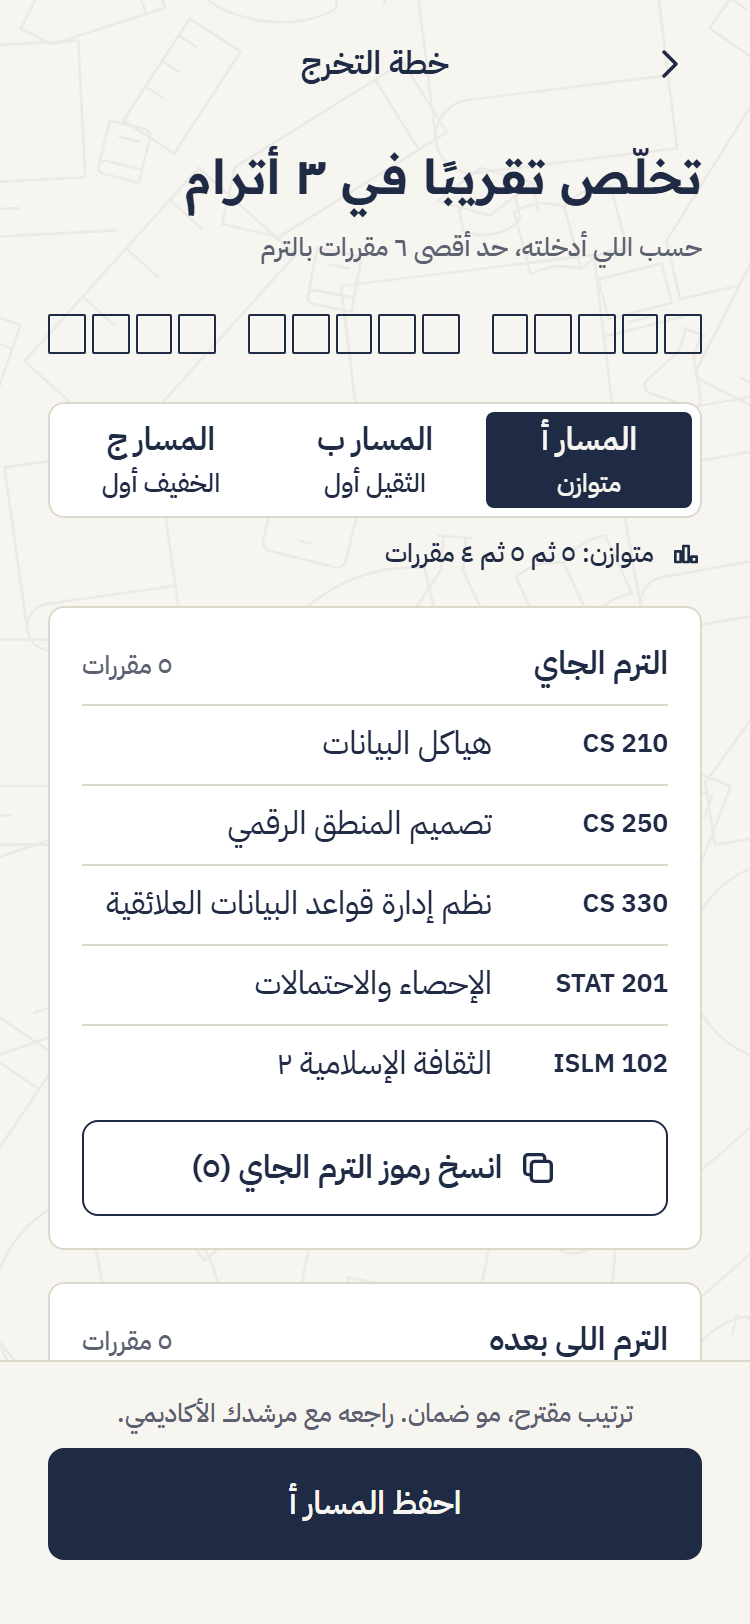 خطة التخرج
تخلّص تقريبًا في ٣ أترام
حسب اللي أدخلته، حد أقصى ٦ مقررات بالترم
المسار أ
متوازن
المسار ب
الثقيل أول
المسار ج
الخفيف أول
متوازن: ٥ ثم ٥ ثم ٤ مقررات
الترم الجاي
٥ مقررات
CS 210 هياكل البيانات
CS 250 تصميم المنطق الرقمي
CS 330 نظم إدارة قواعد البيانات العلائقية
STAT 201 الإحصاء والاحتمالات
ISLM 102 الثقافة الإسلامية ٢
انسخ رموز الترم الجاي (٥)
الترم اللي بعده
٥ مقررات
ترتيب مقترح، مو ضمان. راجعه مع مرشدك الأكاديمي.
احفظ المسار أ